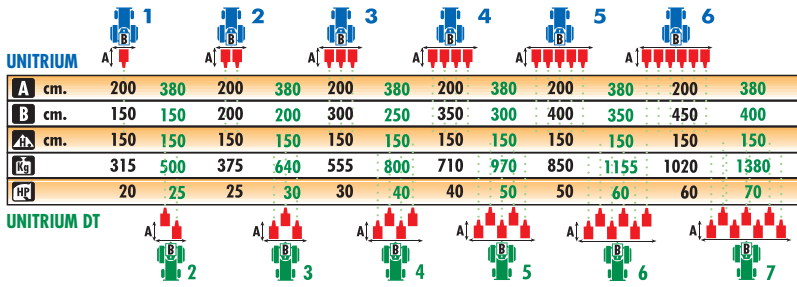 1 2 3 4 5 6
B B B B B B
A A A A A A
UNITRIUM
A cm. 200 380 200 380 200 380 200 380 200 380 200 380
B cm. 150 150 200 200 300 250 350 300 400 350 450 400
H cm. 150 150 150 150 150 150 150 150 150 150 150 150
Kg 315 500 375 640 555 800 710 970 850 1155 1020 1380
HP 20 25 25 30 30 40 40 50 50 60 60 70
UNITRIUM DT
A A A A A A
B B B B B B
2 3 4 5 6 7